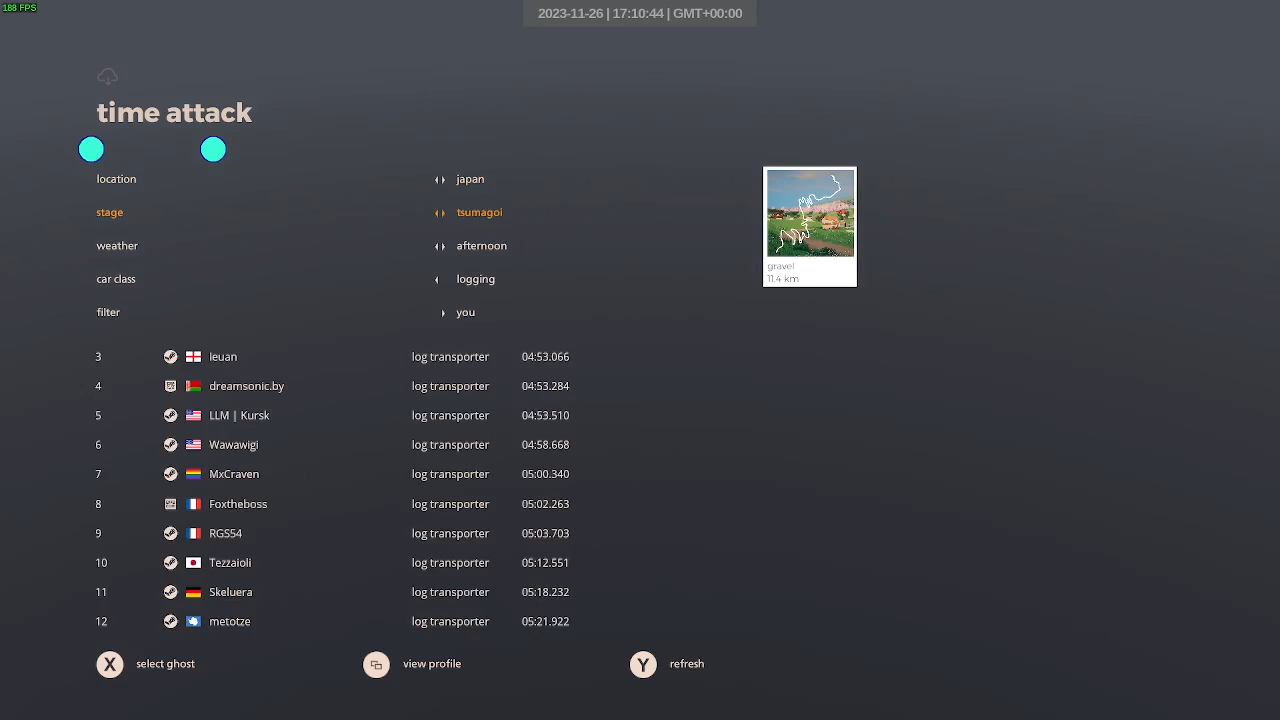 188 FPS
2023-11-26 | 17:10:44 | GMT+00:00
time attack
location japan
stage tsumagoi
weather afternoon
car class logging
filter you
gravel
11.4 km
3 Ieuan log transporter 04:53.066
4 dreamsonic.by log transporter 04:53.284
5 LLM | Kursk log transporter 04:53.510
6 Wawawigi log transporter 04:58.668
7 MxCraven log transporter 05:00.340
8 Foxtheboss log transporter 05:02.263
9 RGS54 log transporter 05:03.703
10 Tezzaioli log transporter 05:12.551
11 Skeluera log transporter 05:18.232
12 metotze log transporter 05:21.922
X select ghost view profile Y refresh